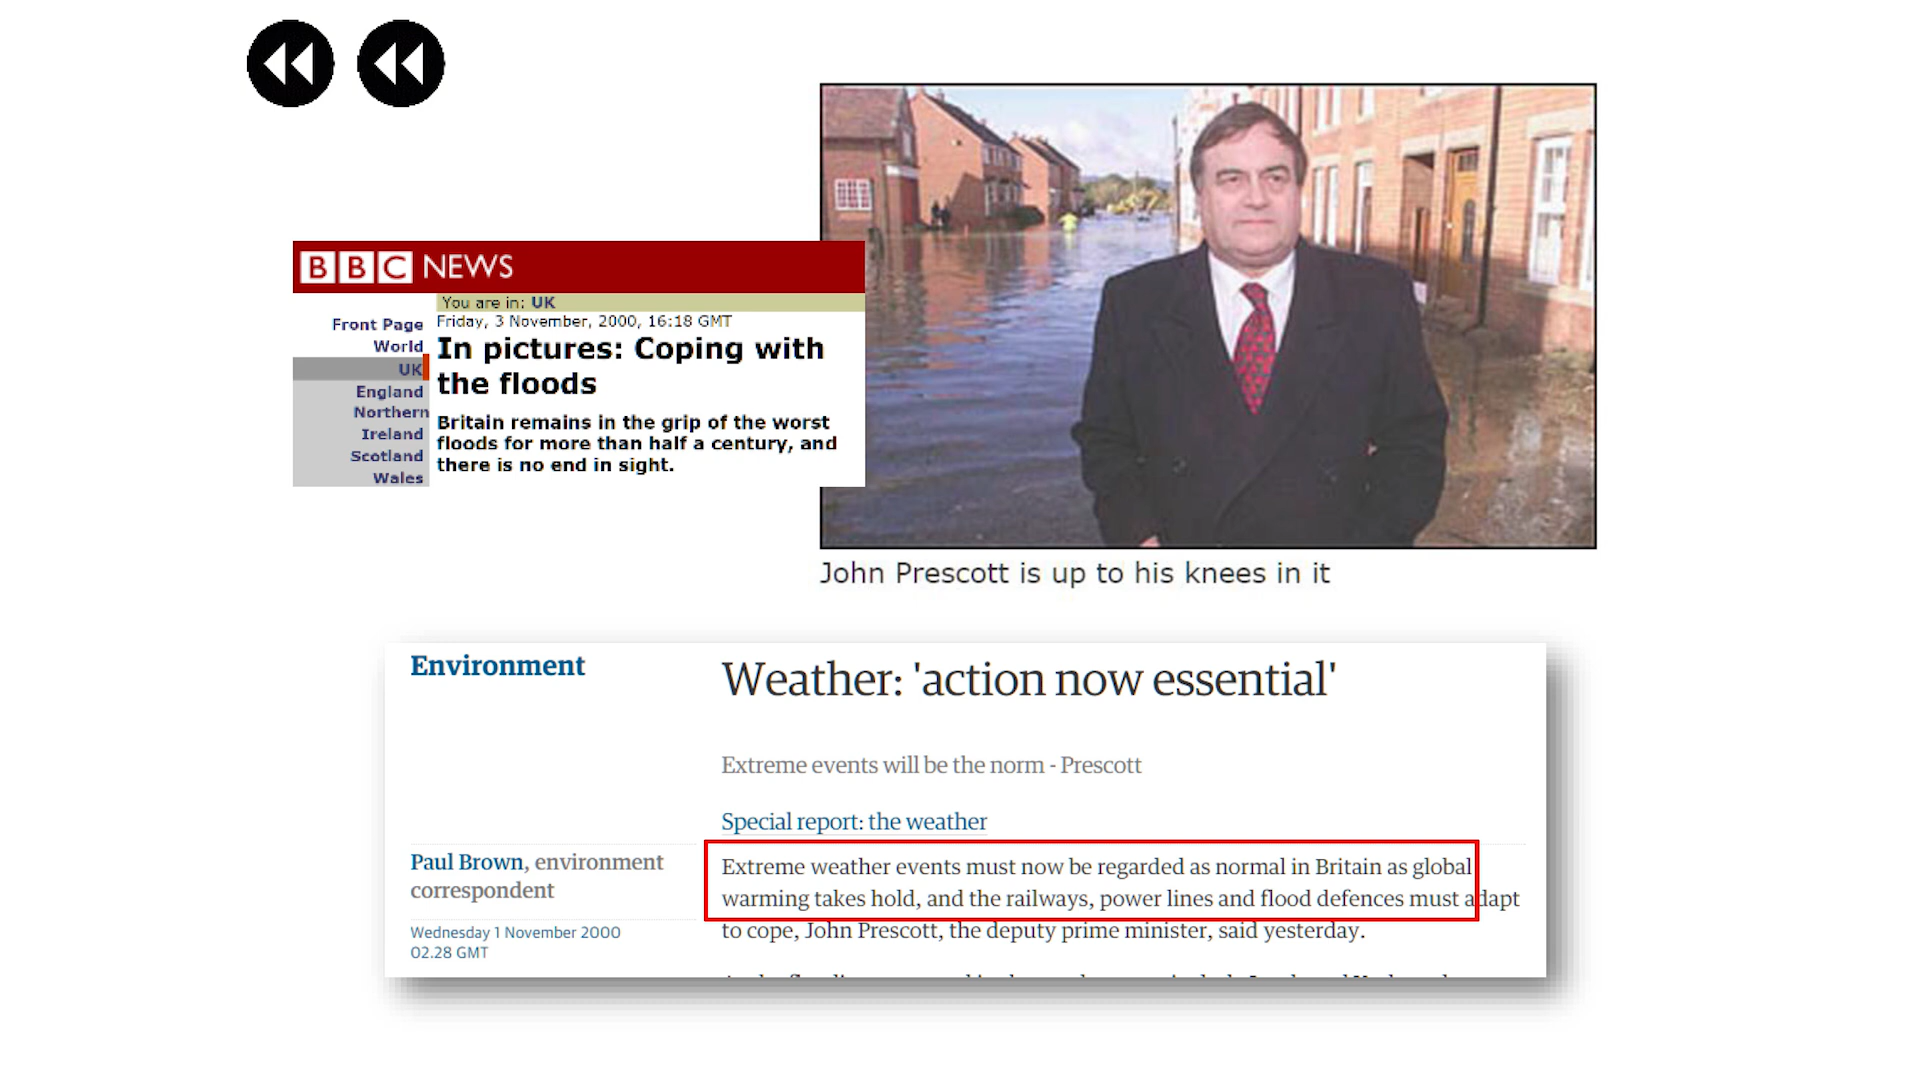 BBC NEWS
You are in: UK
Friday, 3 November, 2000, 16:18 GMT
Front Page
World
UK
England
Northern
Ireland
Scotland
Wales
In pictures: Coping with
the floods
Britain remains in the grip of the worst
floods for more than half a century, and
there is no end in sight.
John Prescott is up to his knees in it
Environment
Weather: 'action now essential'
Extreme events will be the norm - Prescott
Special report: the weather
Paul Brown, environment
correspondent
Wednesday 1 November 2000
02.28 GMT
Extreme weather events must now be regarded as normal in Britain as global
warming takes hold, and the railways, power lines and flood defences must adapt
to cope, John Prescott, the deputy prime minister, said yesterday.